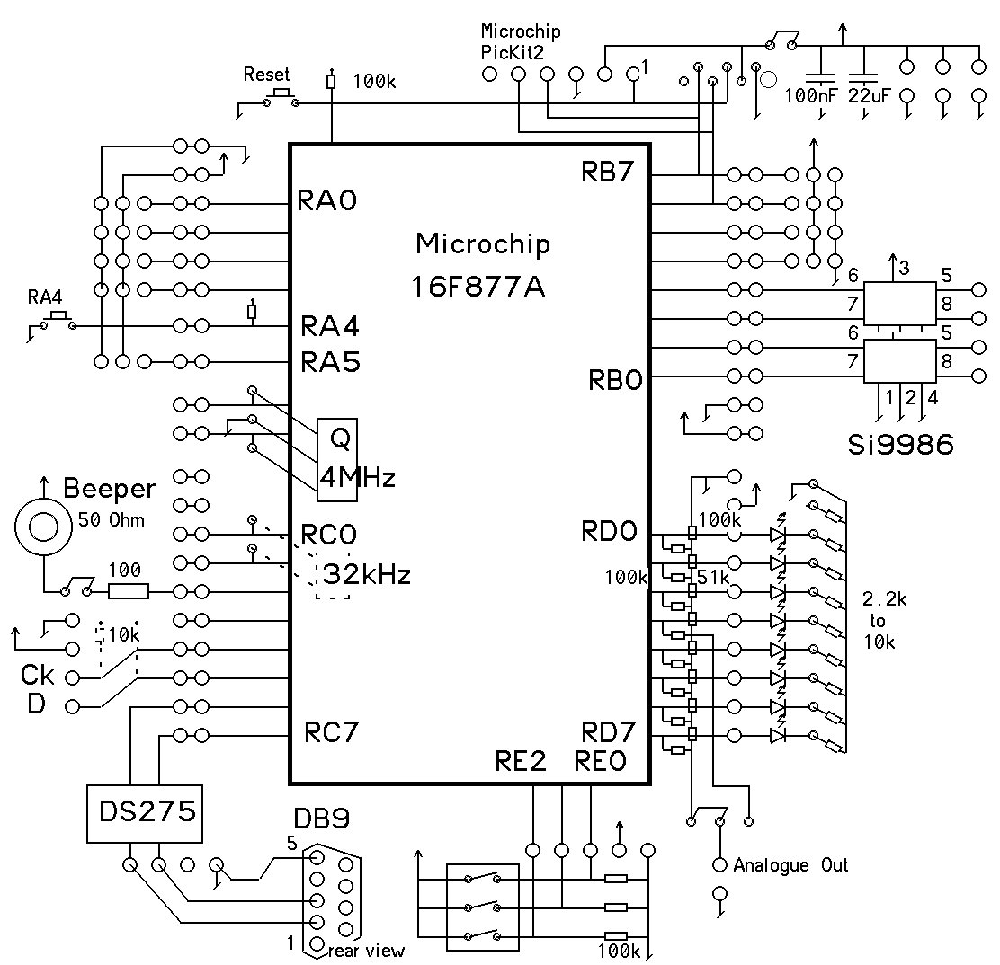 Microchip
PicKit2
1
Reset
100k
100nF
22uF
RB7
RA0
Microchip
16F877A
3
6
5
RA4
7
8
RA4
6
5
RA5
7
8
RB0
1
2
4
Q
Si9986
4MHz
Beeper
50 Ohm
100k
RC0
RD0
100
32kHz
100k
51k
2.2k
to
10k
10k
Ck
D
RC7
RD7
RE2
RE0
DS275
DB9
5
Analogue Out
1
rear view
100k